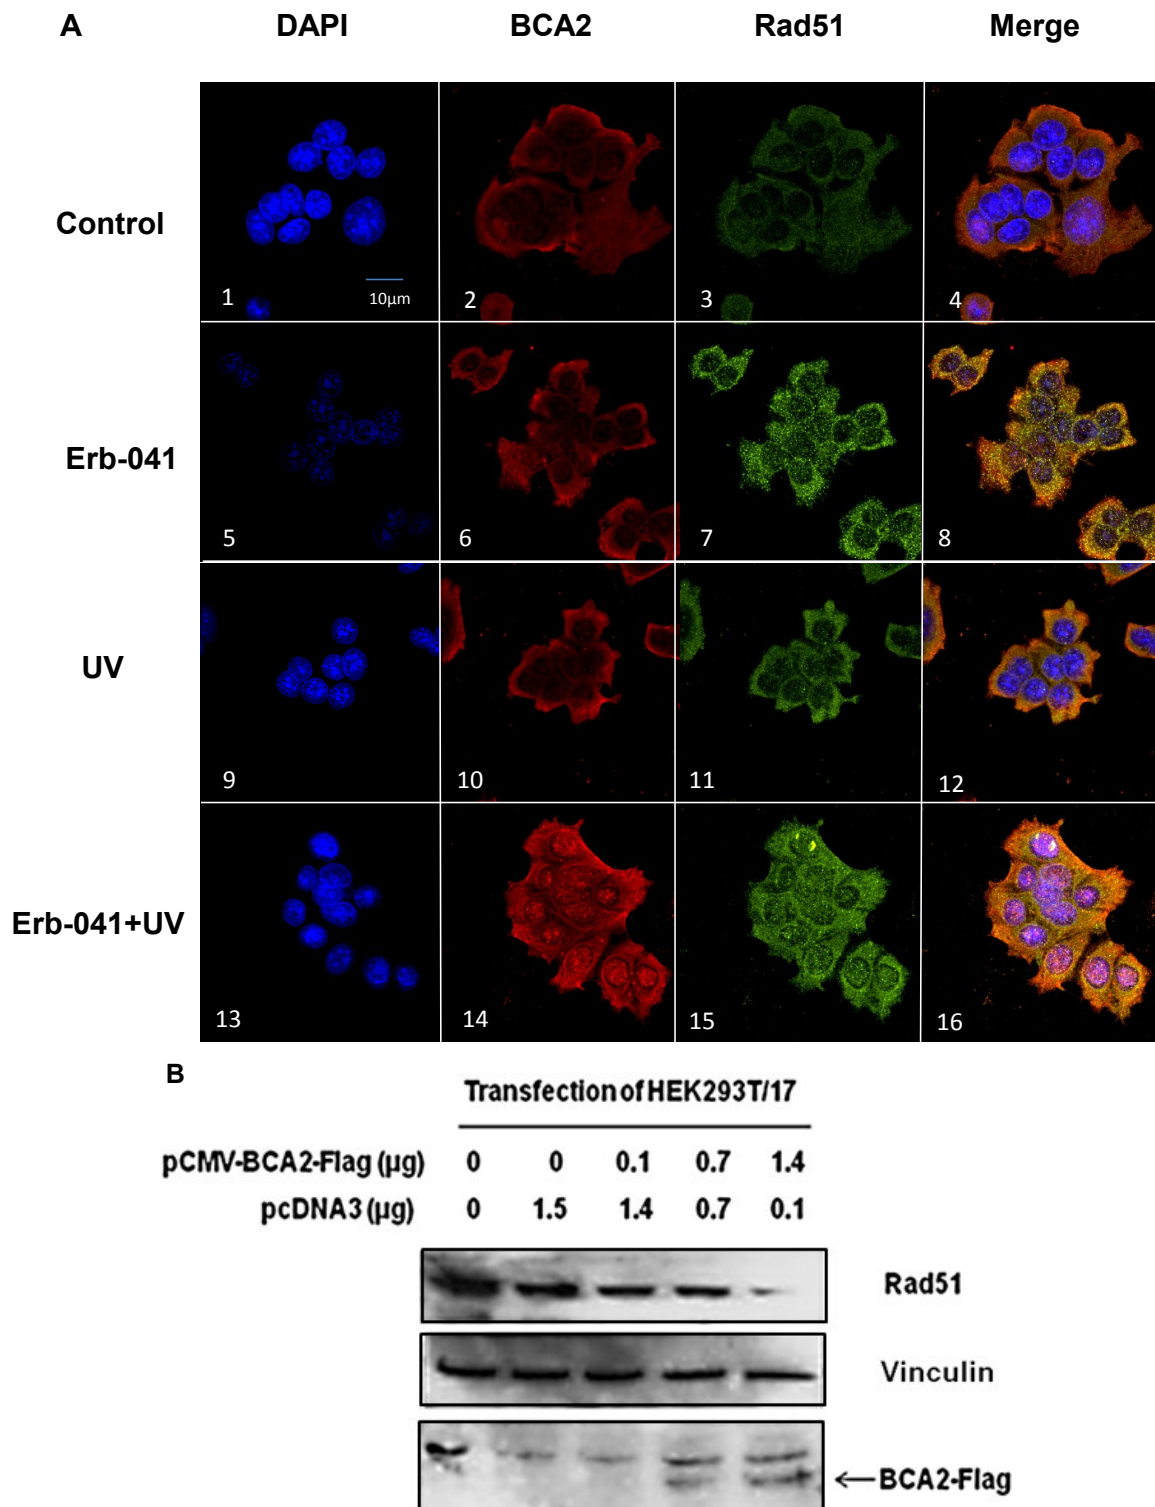 A DAPI BCA2 Rad51 Merge
Control
1 10µm 2 3 4
Erb-041
5 6 7 8
UV
9 10 11 12
Erb-041+UV
13 14 15 16
B
Transfection of HEK293T/17
pCMV-BCA2-Flag (µg) 0 0 0.1 0.7 1.4
pcDNA3 (µg) 0 1.5 1.4 0.7 0.1
Rad51
Vinculin
←BCA2-Flag